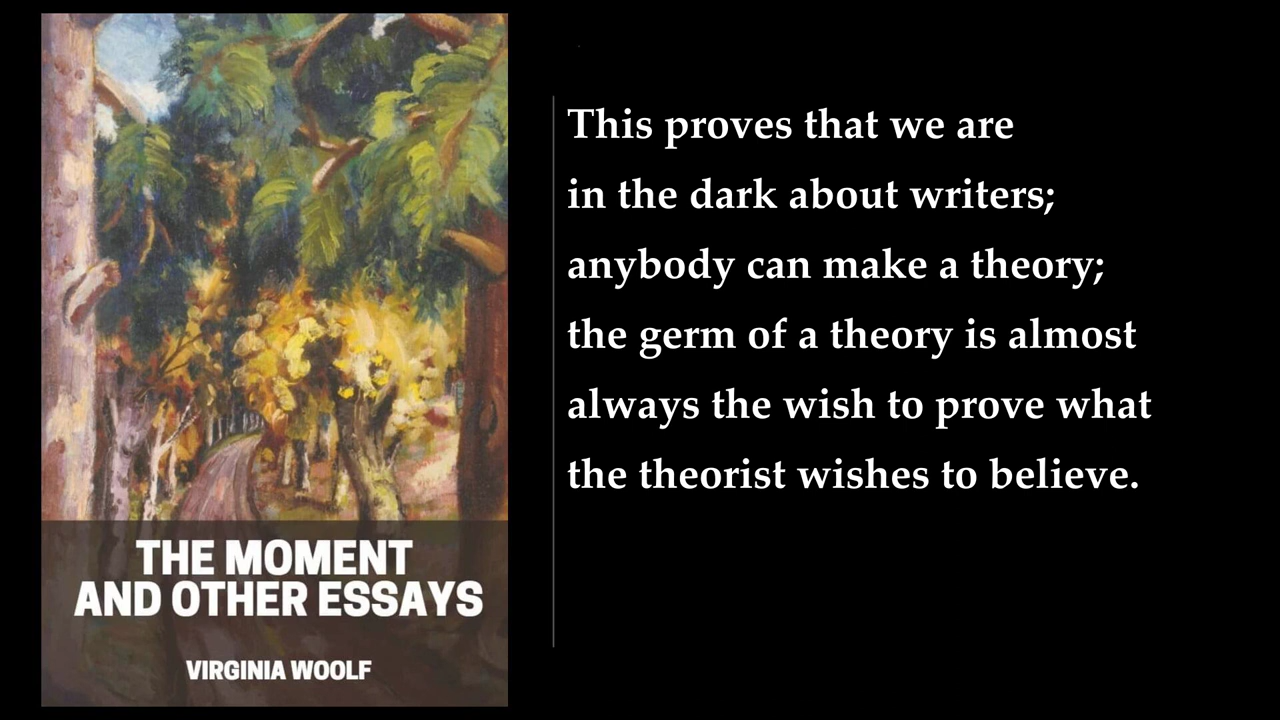 THE MOMENT
AND OTHER ESSAYS
VIRGINIA WOOLF
This proves that we are
in the dark about writers;
anybody can make a theory;
the germ of a theory is almost
always the wish to prove what
the theorist wishes to believe.